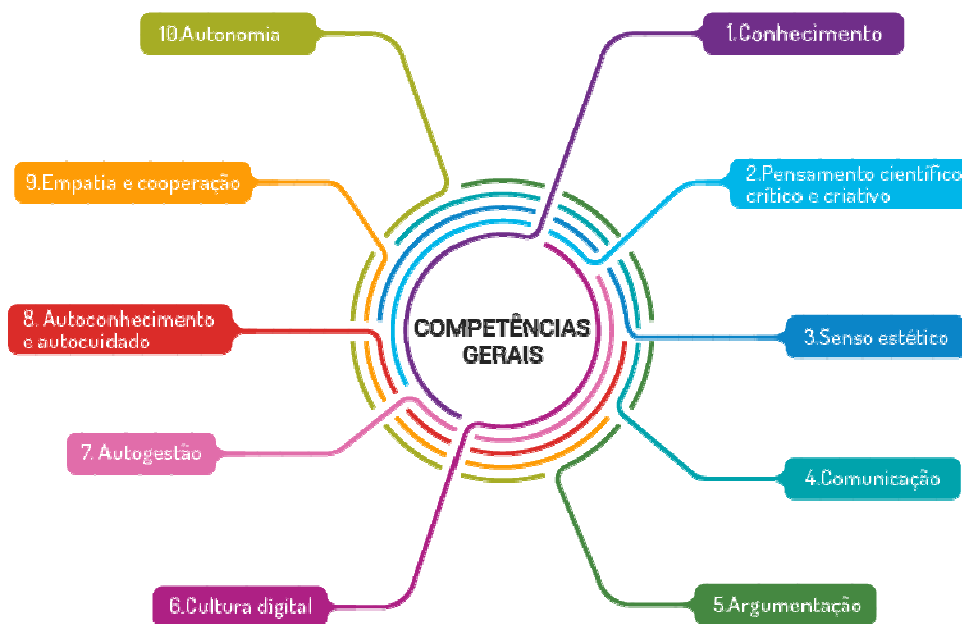 COMPETÊNCIAS
GERAIS
1.Conhecimento
2.Pensamento científico
crítico e criativo
3.Senso estético
4.Comunicação
5.Argumentação
6.Cultura digital
7. Autogestão
8. Autoconhecimento
e autocuidado
9.Empatia e cooperação
10.Autonomia